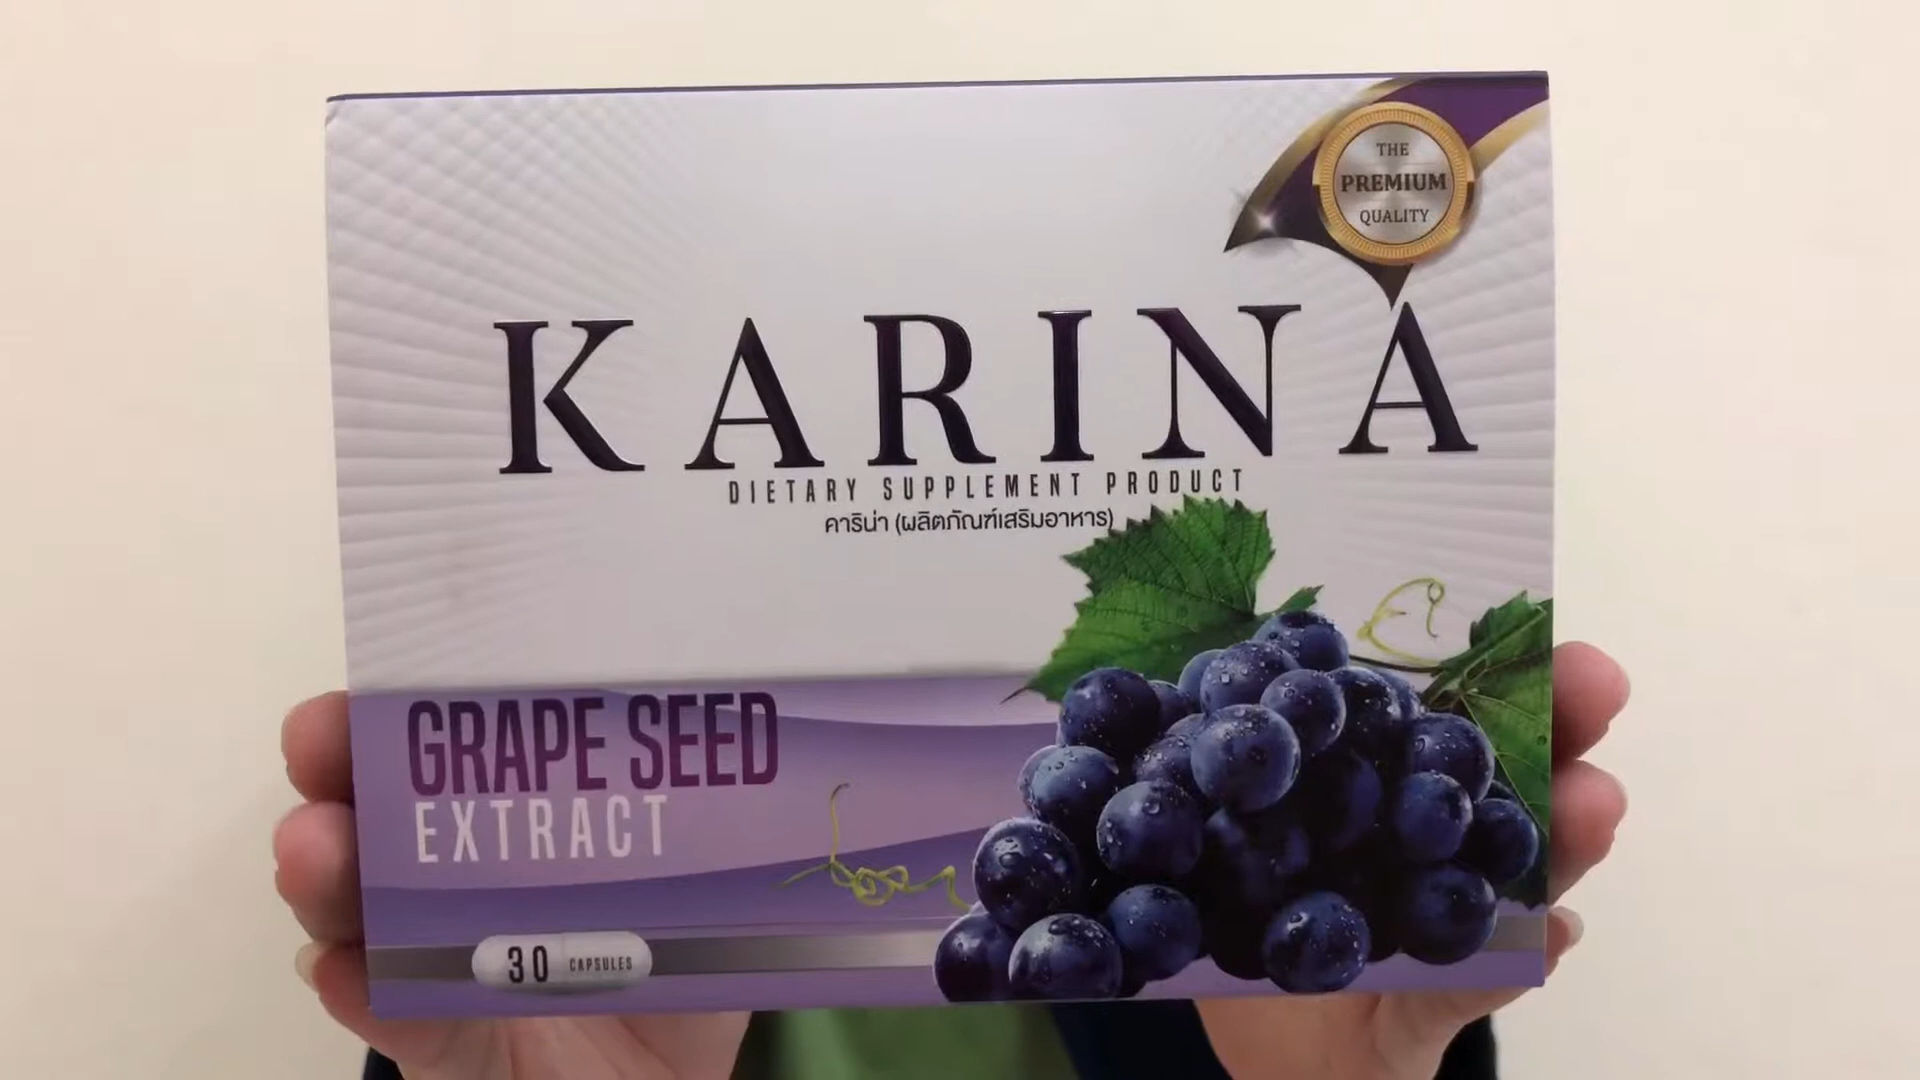 THE
PREMIUM
QUALITY
KARINA
DIETARY SUPPLEMENT PRODUCT
คาริน่า (ผลิตภัณฑ์เสริมอาหาร)
GRAPE SEED
EXTRACT
30 CAPSULES